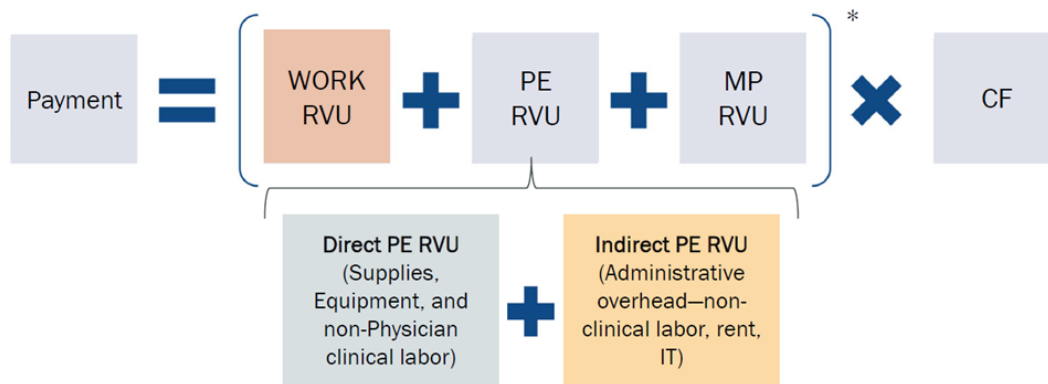 *
Payment
WORK
RVU
PE
RVU
MP
RVU
CF
Direct PE RVU
(Supplies,
Equipment, and
non-Physician
clinical labor)
Indirect PE RVU
(Administrative
overhead—non-
clinical labor, rent,
IT)